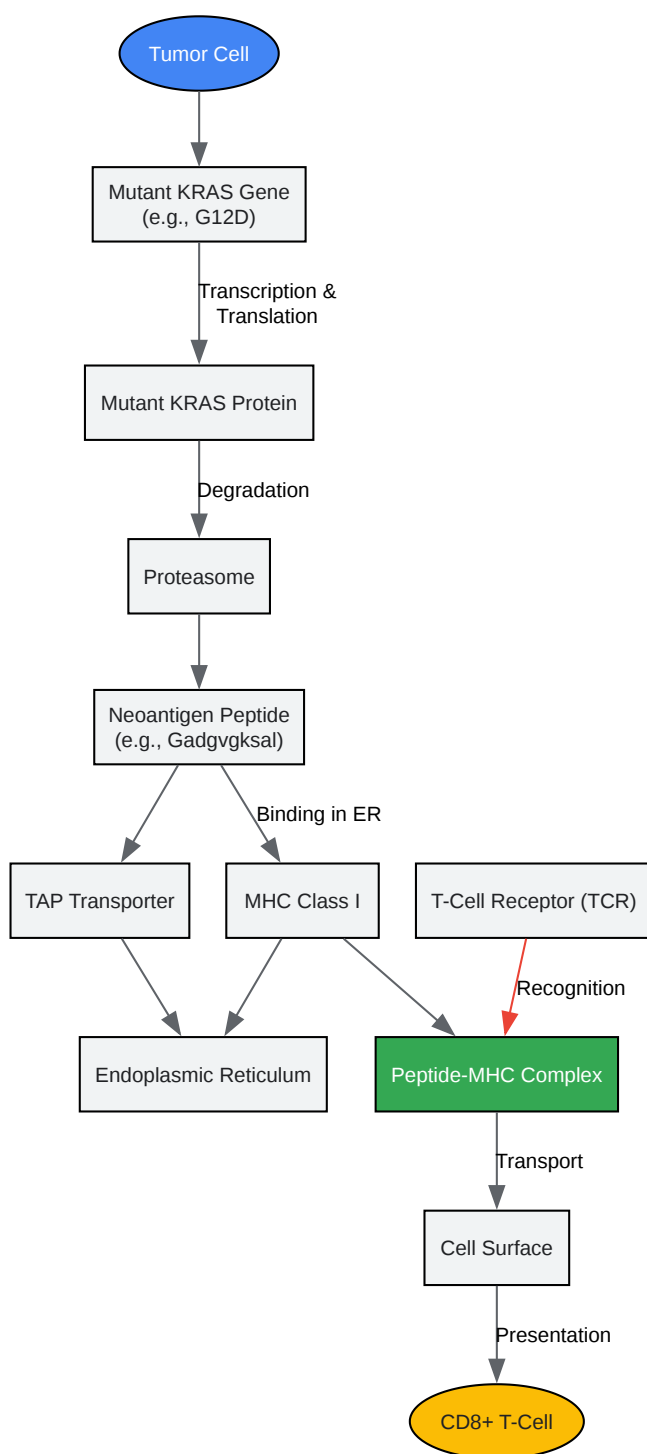 Tumor Cell
Mutant KRAS Gene
(e.g., G12D)
Transcription &
Translation
Mutant KRAS Protein
Degradation
Proteasome
Neoantigen Peptide
(e.g., Gadgvgksal)
Binding in ER
TAP Transporter
MHC Class I
T-Cell Receptor (TCR)
Recognition
Endoplasmic Reticulum
Peptide-MHC Complex
Transport
Cell Surface
Presentation
CD8+ T-Cell